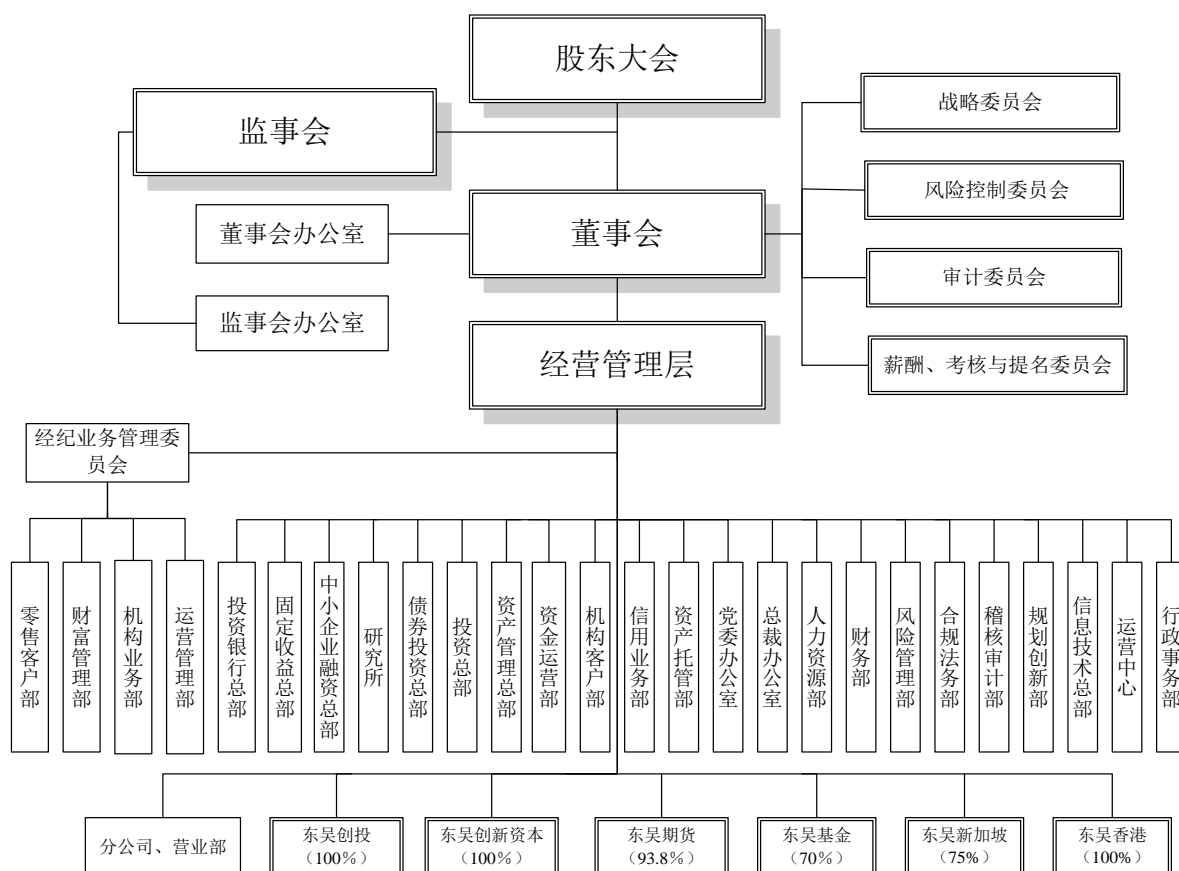 股东大会
监事会
战略委员会
风险控制委员会
董事会办公室
董事会
审计委员会
监事会办公室
经营管理层
薪酬、考核与提名委员会
经纪业务管理委
员会
零售客户部
财富管理部
机构业务部
运营管理部
投资银行总部
固定收益总部
中小企业融资总部
研究所
债券投资总部
投资总部
资产管理总部
资金运营部
机构客户部
信用业务部
资产托管部
党委办公室
总裁办公室
人力资源部
财务部
风险管理部
合规法务部
稽核审计部
规划创新部
信息技术总部
运营中心
行政事务部
分公司、营业部
东吴创投
（100%）
东吴创新资本
（100%）
东吴期货
（93.8%）
东吴基金
（70%）
东吴新加坡
（75%）
东吴香港
（100%）